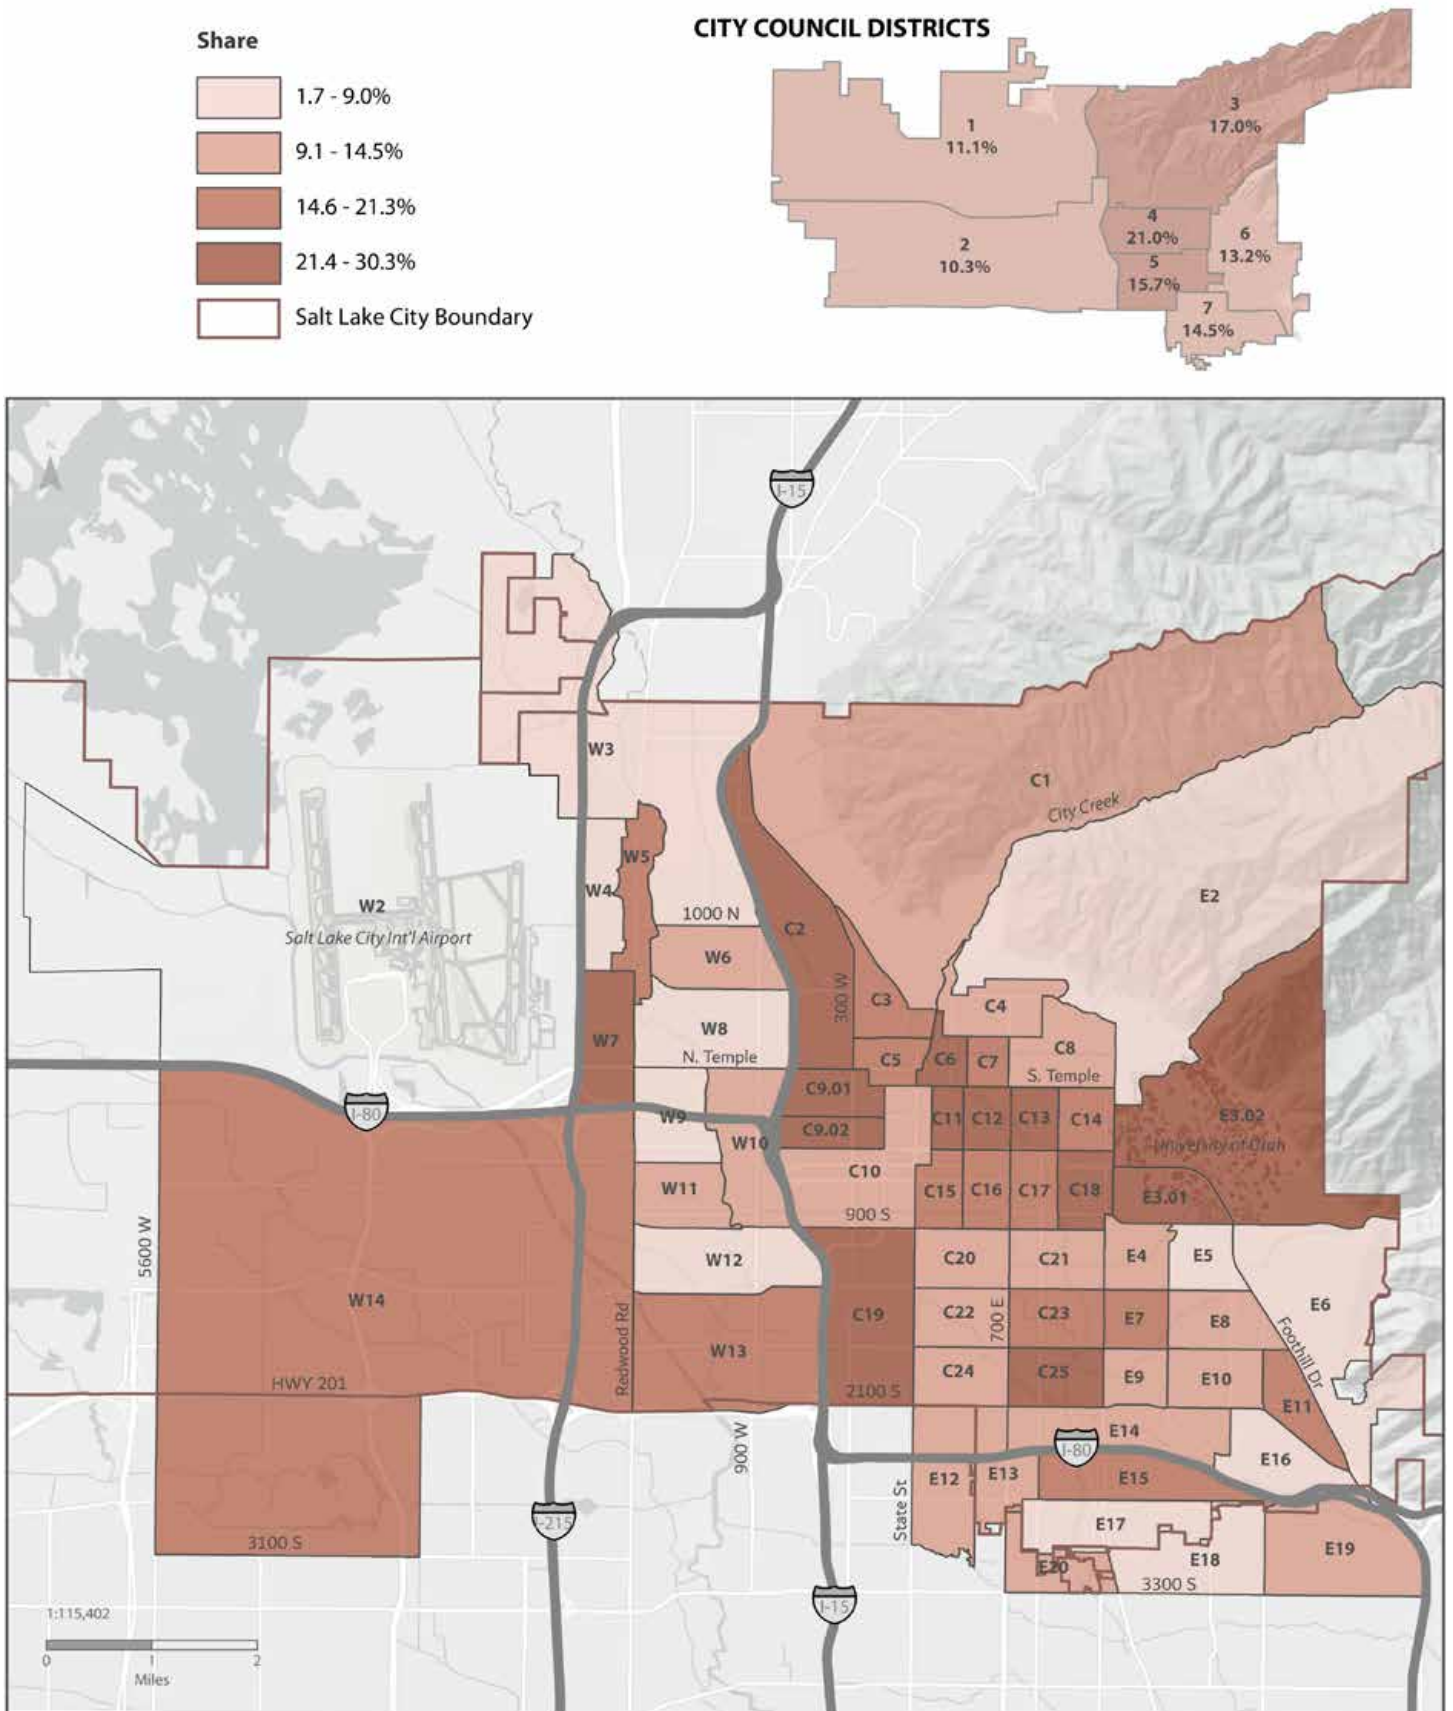 CITY COUNCIL DISTRICTS
Share
1.7 - 9.0%
9.1 - 14.5%
14.6 - 21.3%
21.4 - 30.3%
Salt Lake City Boundary
1
11.1%
2
10.3%
3
17.0%
4
21.0%
5
15.7%
6
13.2%
7
14.5%
I-15
W3
C1
City Creek
W5
W4
E2
W2
Salt Lake City Int'l Airport
1000 N
C2
W6
300 W
C3
C4
W7
W8
N. Temple
C5
C6
C7
C8
S. Temple
I-80
W9
C9.01
C9.02
W10
C11
C12
C13
C14
E3.02
University of Utah
W11
C10
900 S
C15
C16
C17
C18
E3.01
5600 W
W12
C20
C21
E4
E5
E6
W14
Redwood Rd
C19
C22
700 E
C23
E7
E8
Foothill Dr
W13
HWY 201
2100 S
C24
C25
E9
E10
E11
900 W
E14
I-80
E16
State St
E12
E13
E15
I-215
3100 S
E17
E18
E19
E20
3300 S
I-15
1:115,402
0
1
2
Miles